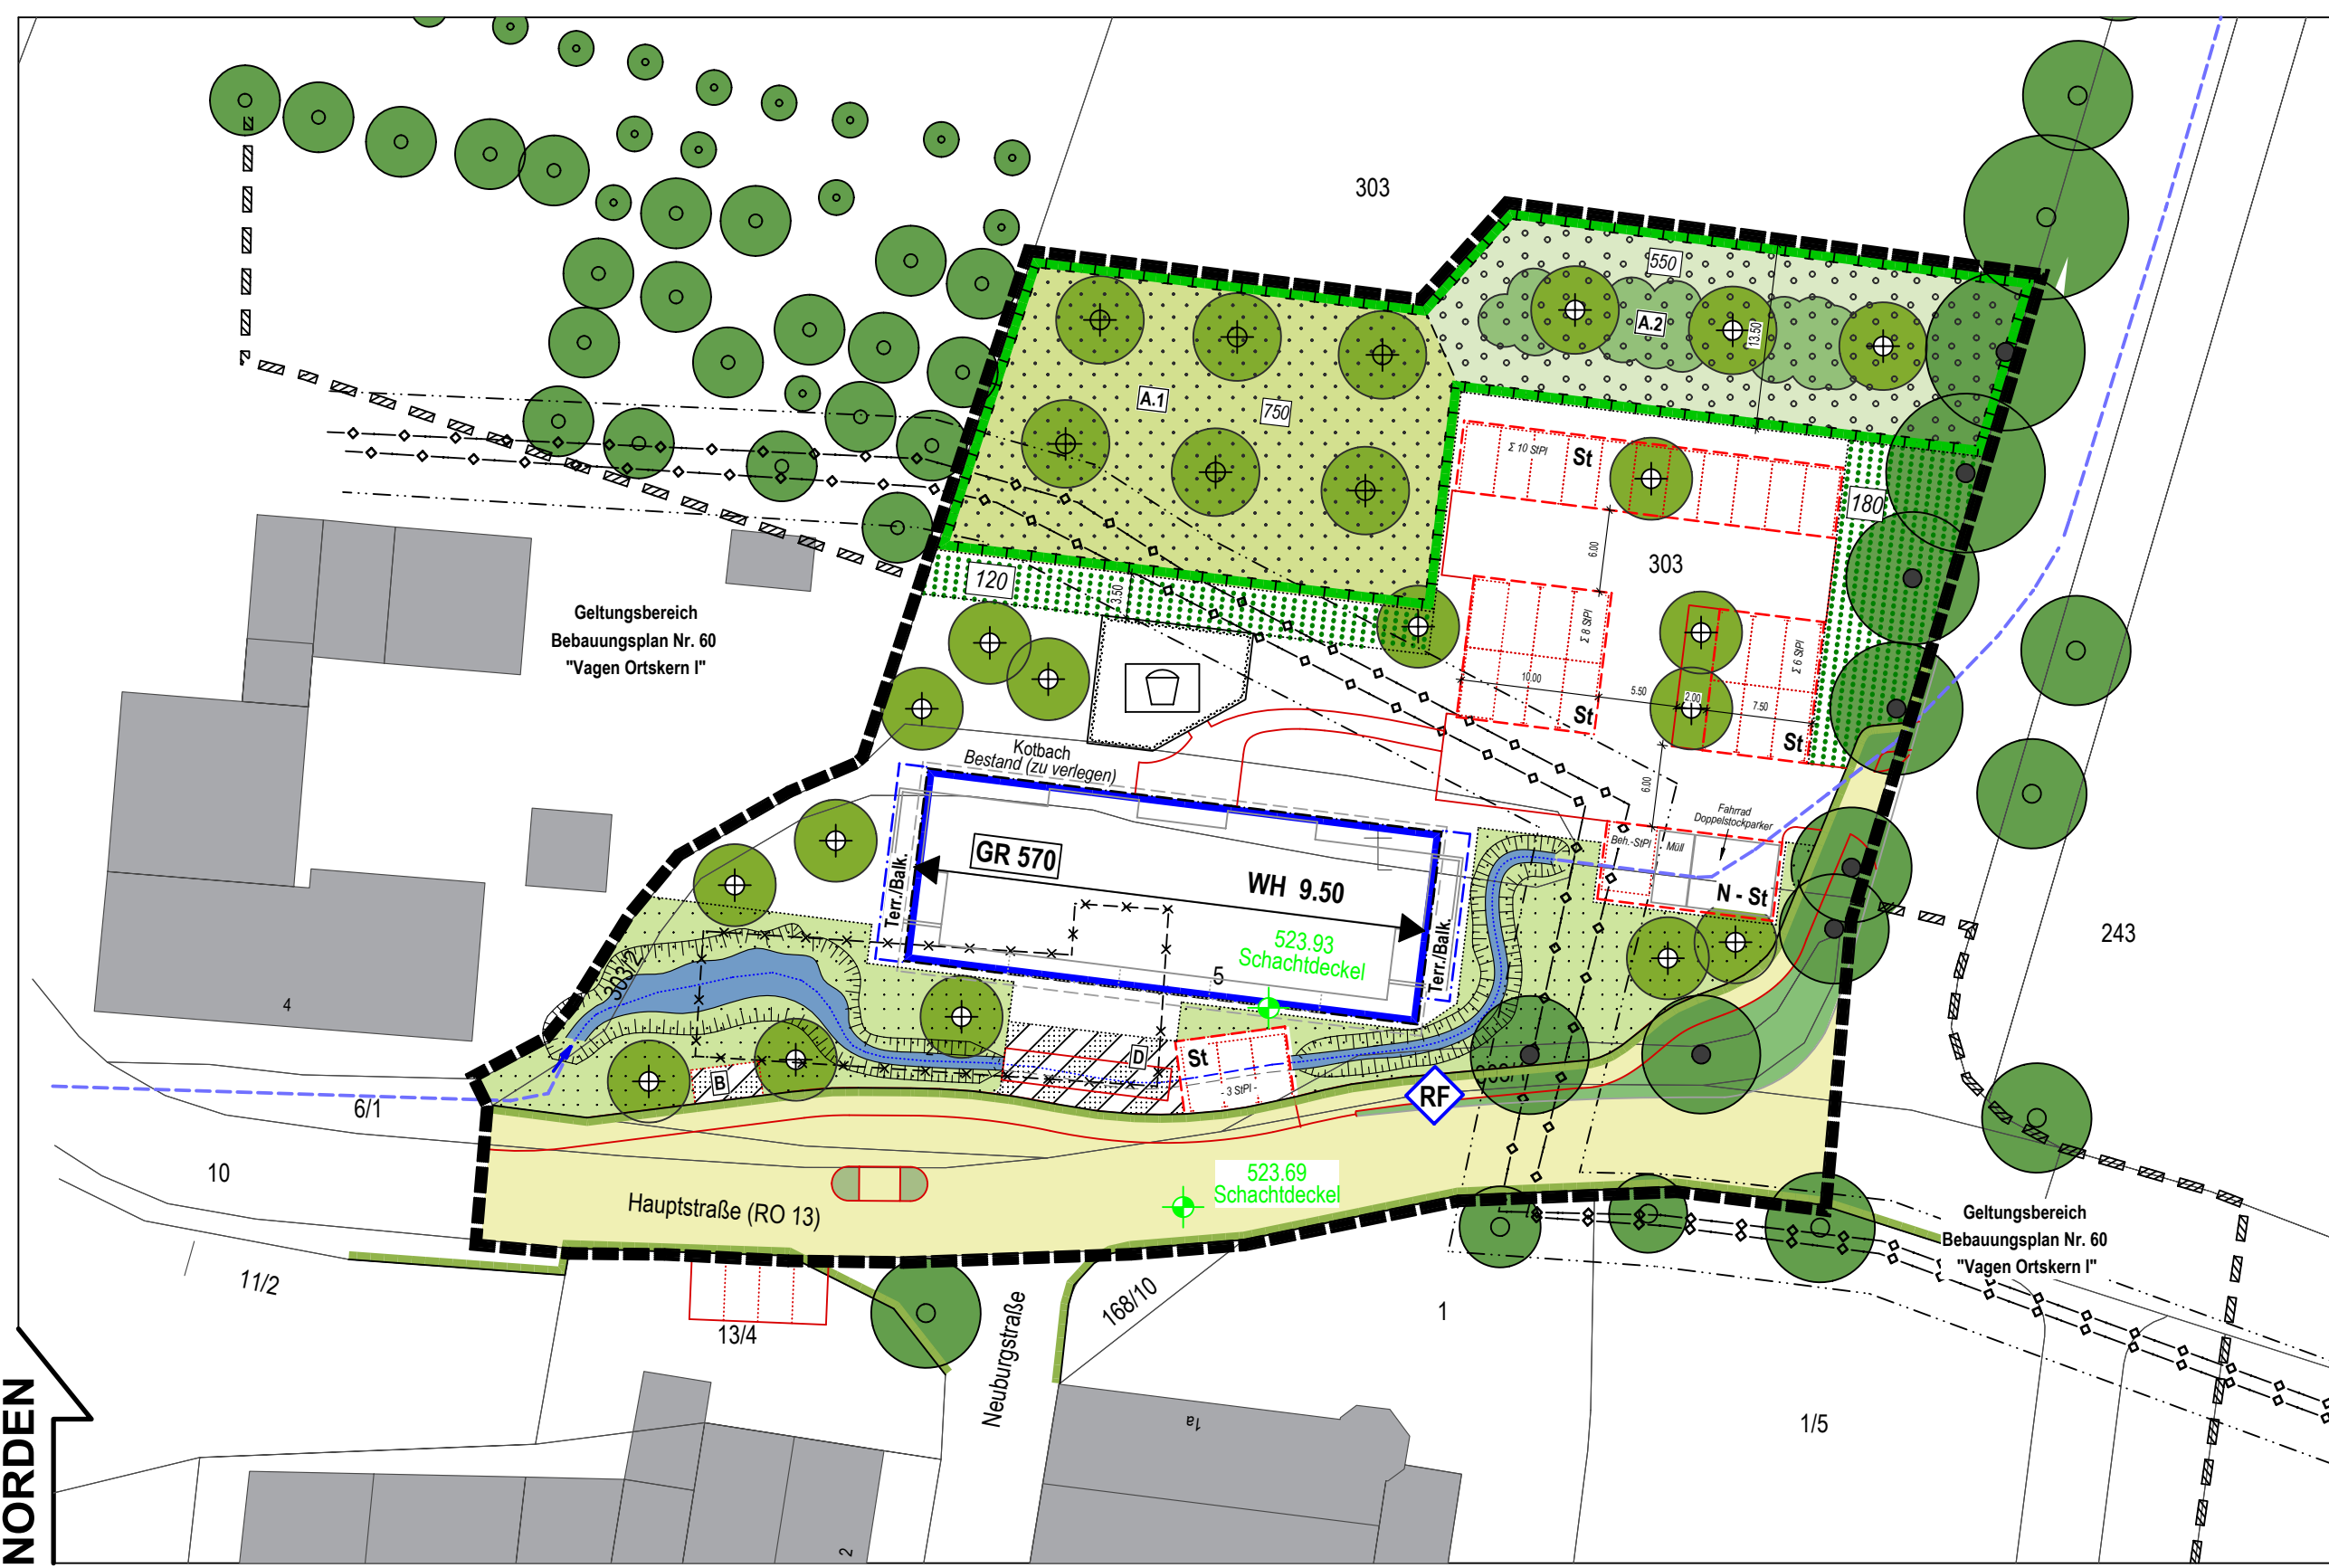 303
550
A.2
13.50
A.1
750
Σ 10 StPl
St
180
6.00
303
120
3.50
Σ 8 StPl
Σ 6 StPl
Geltungsbereich
Bebauungsplan Nr. 60
"Vagen Ortskern I"
10.00
5.50
2.00
7.50
St
St
Kotbach
Bestand (zu verlegen)
6.00
Fahrrad
Doppelstockparker
Beh.-StPl
Müll
GR 570
WH 9.50
N - St
Terr./Balk.
Terr./Balk.
523.93
Schachtdeckel
5
243
303/2
4
D
St
B
- 3 StPl -
RF
6/1
10
523.69
Schachtdeckel
Hauptstraße (RO 13)
Geltungsbereich
Bebauungsplan Nr. 60
"Vagen Ortskern I"
11/2
168/10
1
13/4
Neuburgstraße
1a
1/5
2
NORDEN